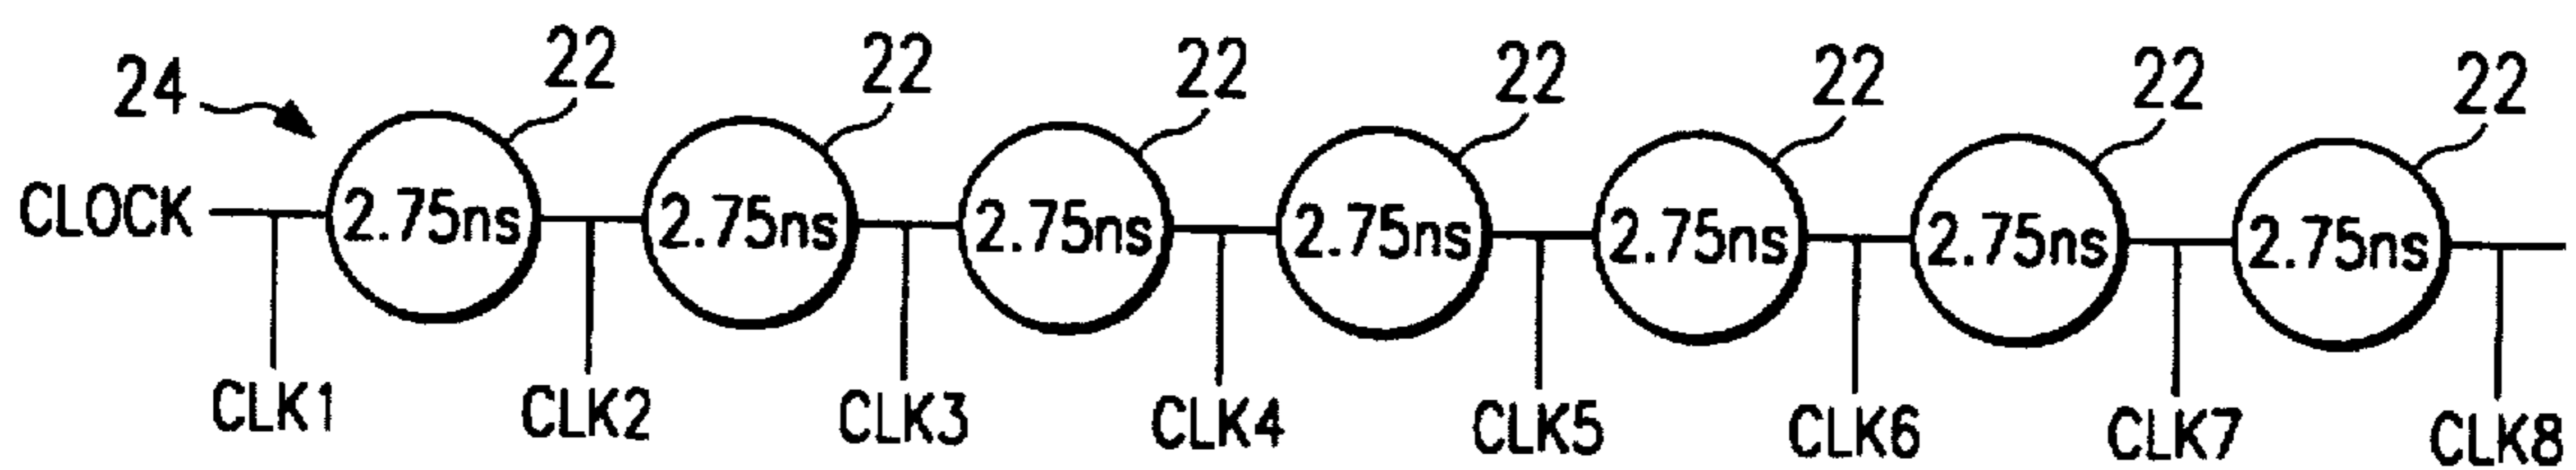 24 22 22 22 22 22 22 22
CLOCK 2.75ns 2.75ns 2.75ns 2.75ns 2.75ns 2.75ns 2.75ns
CLK1 CLK2 CLK3 CLK4 CLK5 CLK6 CLK7 CLK8